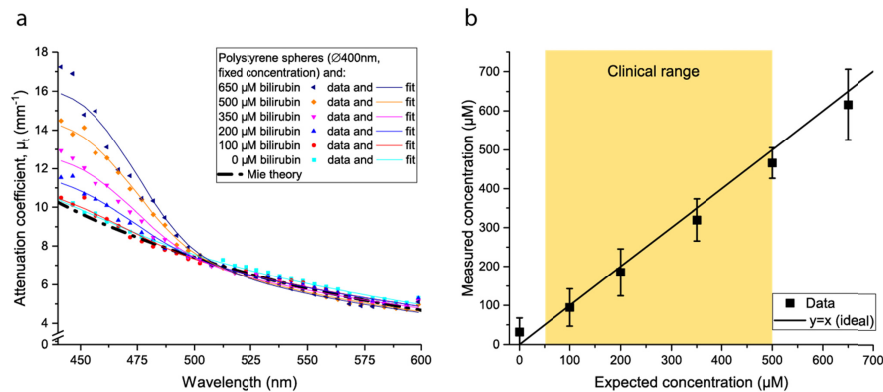 a
18
16
14
12
10
8
6
4
0
Attenuation coefficient, μt (mm-1)
450 475 500 525 550 575 600
Wavelength (nm)
Polystyrene spheres (Ø400nm,
fixed concentration) and:
650 μM bilirubin data and fit
500 μM bilirubin data and fit
350 μM bilirubin data and fit
200 μM bilirubin data and fit
100 μM bilirubin data and fit
0 μM bilirubin data and fit
Mie theory
b
700
600
500
400
300
200
100
0
Measured concentration (μM)
Clinical range
Data
y=x (ideal)
0 100 200 300 400 500 600 700
Expected concentration (μM)